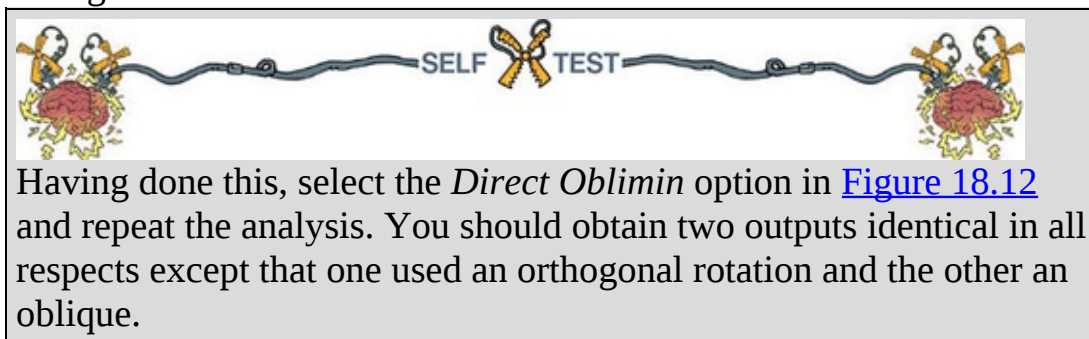 SELF TEST
Having done this, select the Direct Oblimin option in Figure 18.12
and repeat the analysis. You should obtain two outputs identical in all
respects except that one used an orthogonal rotation and the other an
oblique.